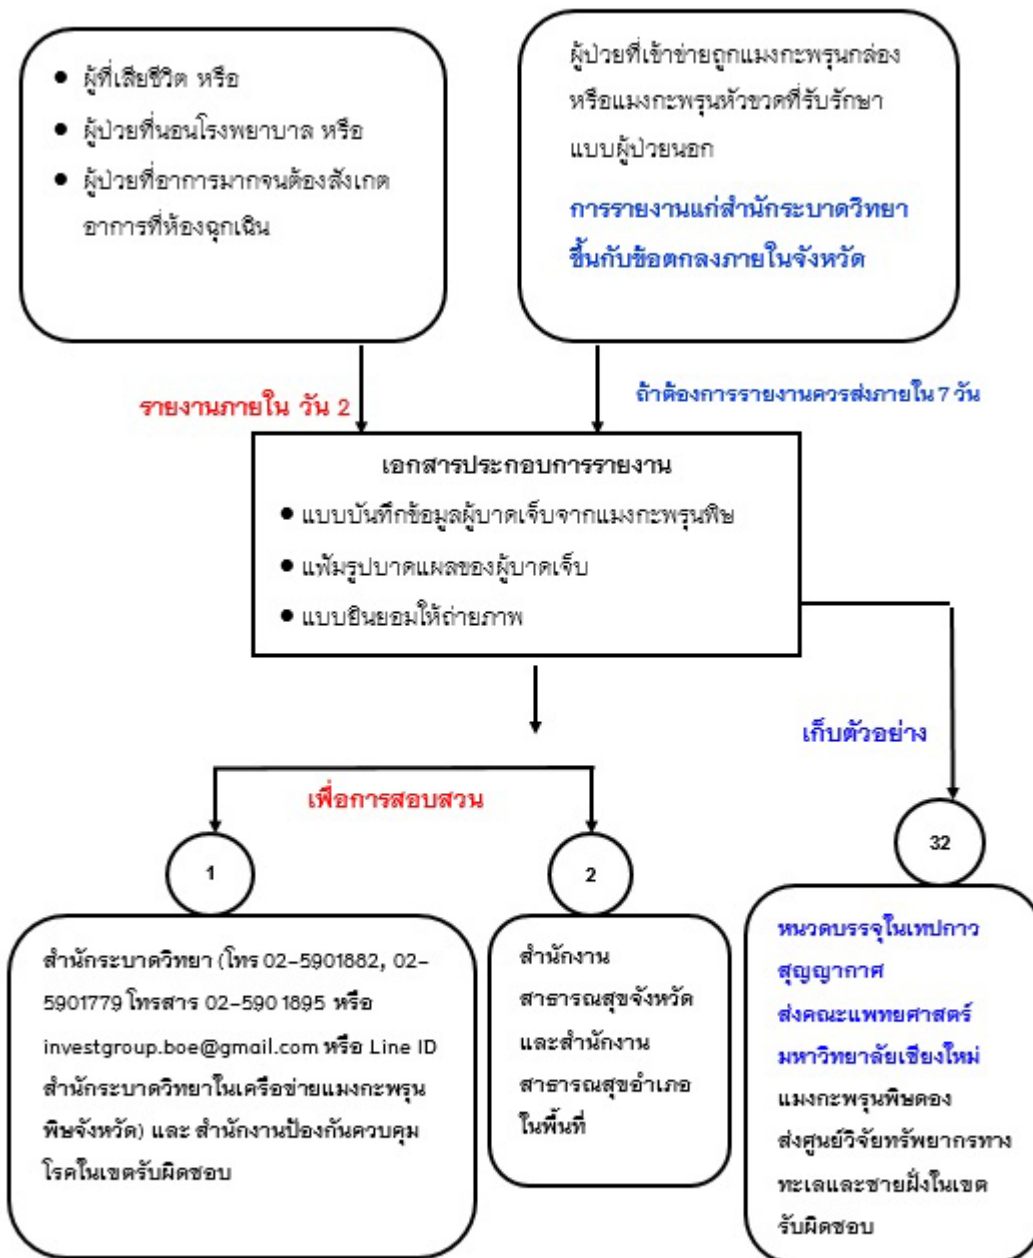 ผู้ที่เสียชีวิต หรือ
ผู้ป่วยที่นอนโรงพยาบาล หรือ
ผู้ป่วยที่อาการมากจนต้องสังเกต
อาการที่ห้องฉุกเฉิน
ผู้ป่วยที่เข้าข่ายถูกแมงกะพรุนกล่อง
หรือแมงกะพรุนหัวขวดที่รับรักษา
แบบผู้ป่วยนอก
การรายงานแก่สำนักระบาดวิทยา
ขึ้นกับข้อตกลงภายในจังหวัด
รายงานภายใน วัน 2
ถ้าต้องการรายงานควรส่งภายใน 7 วัน
เอกสารประกอบการรายงาน
แบบบันทึกข้อมูลผู้บาดเจ็บจากแมงกะพรุนพิษ
แฟ้มรูปบาดแผลของผู้บาดเจ็บ
แบบยินยอมให้ถ่ายภาพ
เก็บตัวอย่าง
เพื่อการสอบสวน
1
2
32
สำนักระบาดวิทยา (โทร 02-5901882, 02-
5901779 โทรสาร 02-590 1895 หรือ
investgroup.boe@gmail.com หรือ Line ID
สำนักระบาดวิทยาในเครือข่ายแมงกะพรุน
พิษจังหวัด) และ สำนักงานป้องกันควบคุม
โรคในเขตรับผิดชอบ
สำนักงาน
สาธารณสุขจังหวัด
และสำนักงาน
สาธารณสุขอำเภอ
ในพื้นที่
หนวดบรรจุในเทปกาว
สุญญากาศ
ส่งคณะแพทยศาสตร์
มหาวิทยาลัยเชียงใหม่
แมงกะพรุนพิษดอง
ส่งศูนย์วิจัยทรัพยากรทาง
ทะเลและชายฝั่งในเขต
รับผิดชอบ